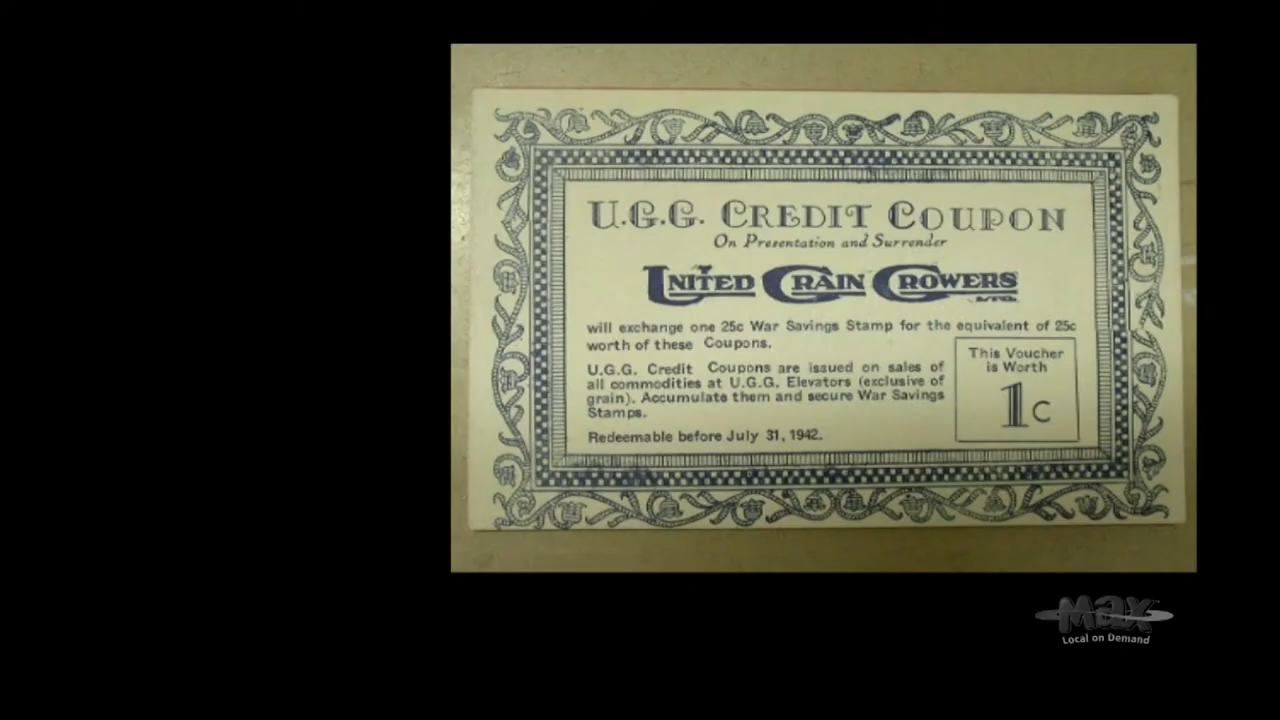 U.G.G. CREDIT COUPON
On Presentation and Surrender
UNITED GRAIN GROWERS LTD.
will exchange one 25c War Savings Stamp for the equivalent of 25c
worth of these Coupons.
U.G.G. Credit Coupons are issued on sales of
all commodities at U.G.G. Elevators (exclusive of
grain). Accumulate them and secure War Savings
Stamps.
Redeemable before July 31, 1942.
This Voucher
is Worth
1c
Max
Local on Demand